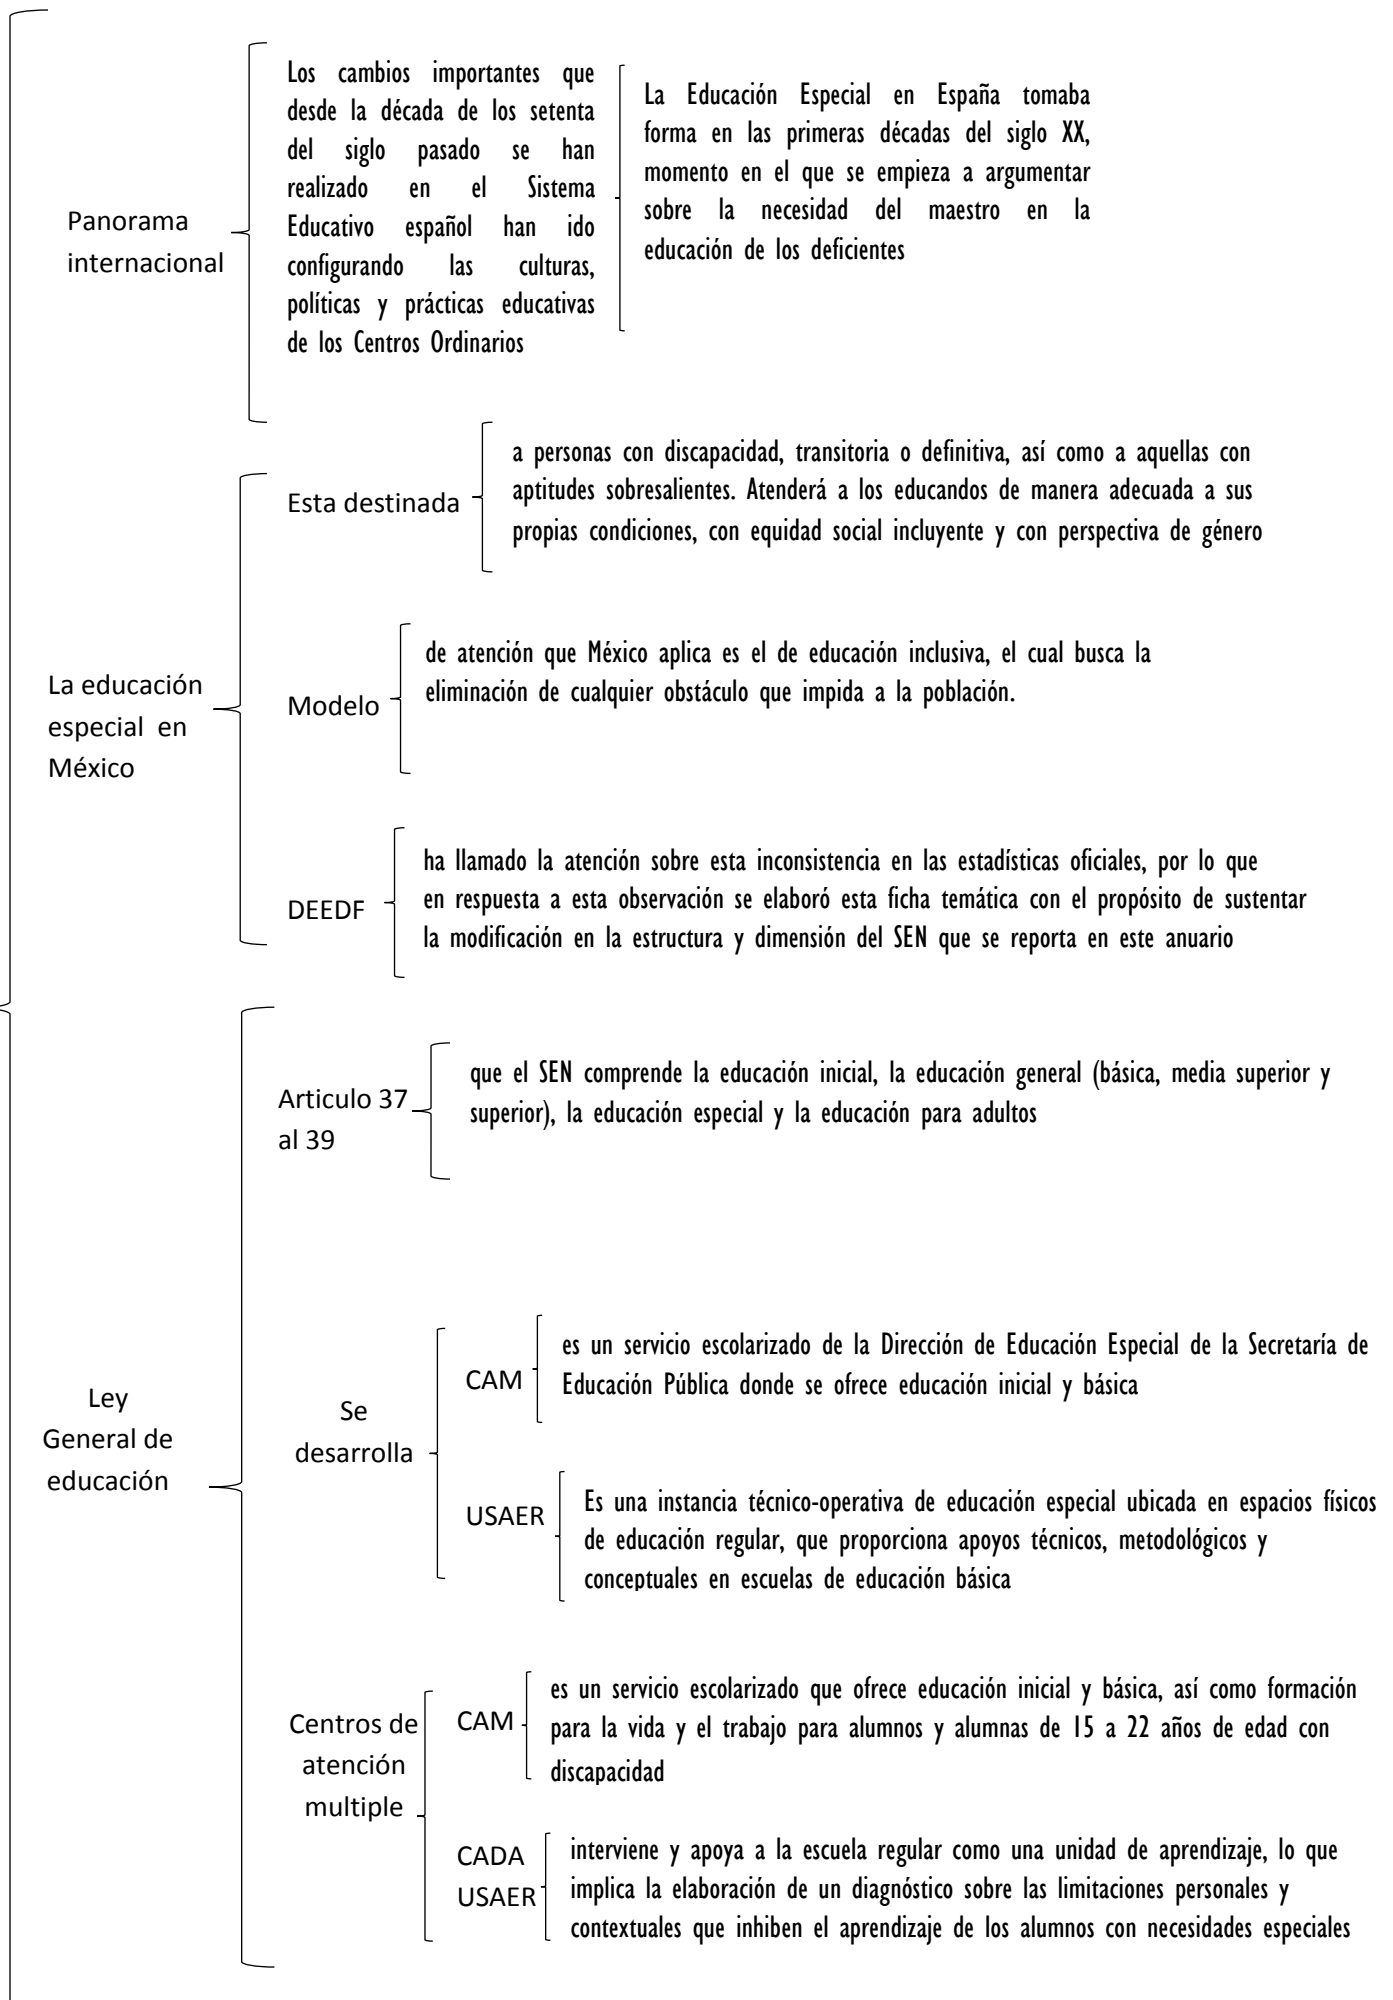 Panorama
internacional
Los cambios importantes que
desde la década de los setenta
del siglo pasado se han
realizado en el Sistema
Educativo español han ido
configurando las culturas,
políticas y prácticas educativas
de los Centros Ordinarios
La Educación Especial en España tomaba
forma en las primeras décadas del siglo XX,
momento en el que se empieza a argumentar
sobre la necesidad del maestro en la
educación de los deficientes
La educación
especial en
México
Esta destinada
a personas con discapacidad, transitoria o definitiva, así como a aquellas con
aptitudes sobresalientes. Atenderá a los educandos de manera adecuada a sus
propias condiciones, con equidad social incluyente y con perspectiva de género
Modelo
de atención que México aplica es el de educación inclusiva, el cual busca la
eliminación de cualquier obstáculo que impida a la población.
DEEDF
ha llamado la atención sobre esta inconsistencia en las estadísticas oficiales, por lo que
en respuesta a esta observación se elaboró esta ficha temática con el propósito de sustentar
la modificación en la estructura y dimensión del SEN que se reporta en este anuario
Ley
General de
educación
Articulo 37
al 39
que el SEN comprende la educación inicial, la educación general (básica, media superior y
superior), la educación especial y la educación para adultos
Se
desarrolla
CAM
es un servicio escolarizado de la Dirección de Educación Especial de la Secretaría de
Educación Pública donde se ofrece educación inicial y básica
USAER
Es una instancia técnico-operativa de educación especial ubicada en espacios físicos
de educación regular, que proporciona apoyos técnicos, metodológicos y
conceptuales en escuelas de educación básica
Centros de
atención
multiple
CAM
es un servicio escolarizado que ofrece educación inicial y básica, así como formación
para la vida y el trabajo para alumnos y alumnas de 15 a 22 años de edad con
discapacidad
CADA
USAER
interviene y apoya a la escuela regular como una unidad de aprendizaje, lo que
implica la elaboración de un diagnóstico sobre las limitaciones personales y
contextuales que inhiben el aprendizaje de los alumnos con necesidades especiales